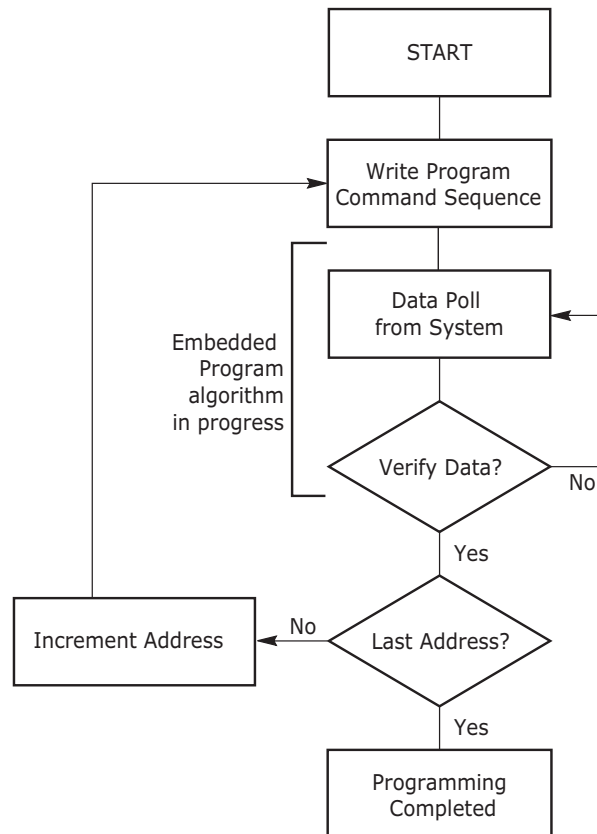 START
Write Program
Command Sequence
Data Poll
from System
Embedded
Program
algorithm
in progress
Verify Data?
No
Yes
Last Address?
No
Increment Address
Yes
Programming
Completed